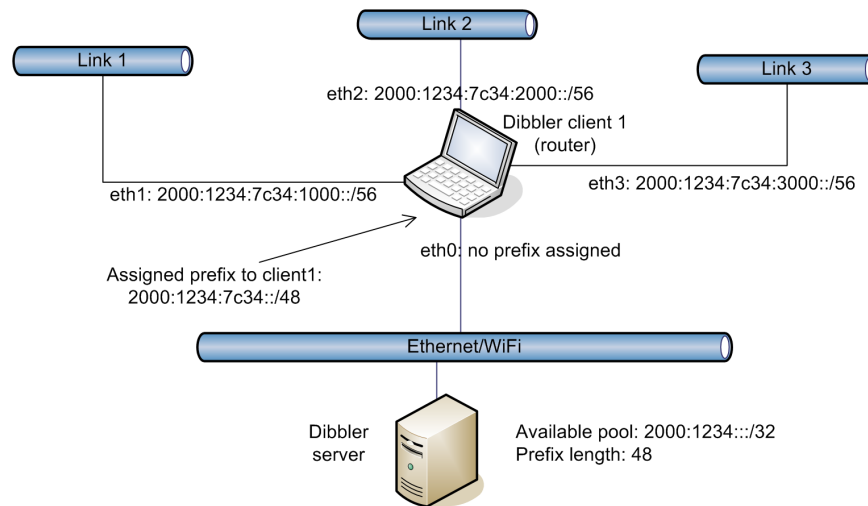 Link 1
Link 2
Link 3
eth2: 2000:1234:7c34:2000::/56
Dibbler client 1
(router)
eth1: 2000:1234:7c34:1000::/56
eth3: 2000:1234:7c34:3000::/56
eth0: no prefix assigned
Assigned prefix to client1:
2000:1234:7c34::/48
Ethernet/WiFi
Dibbler
server
Available pool: 2000:1234:::/32
Prefix length: 48